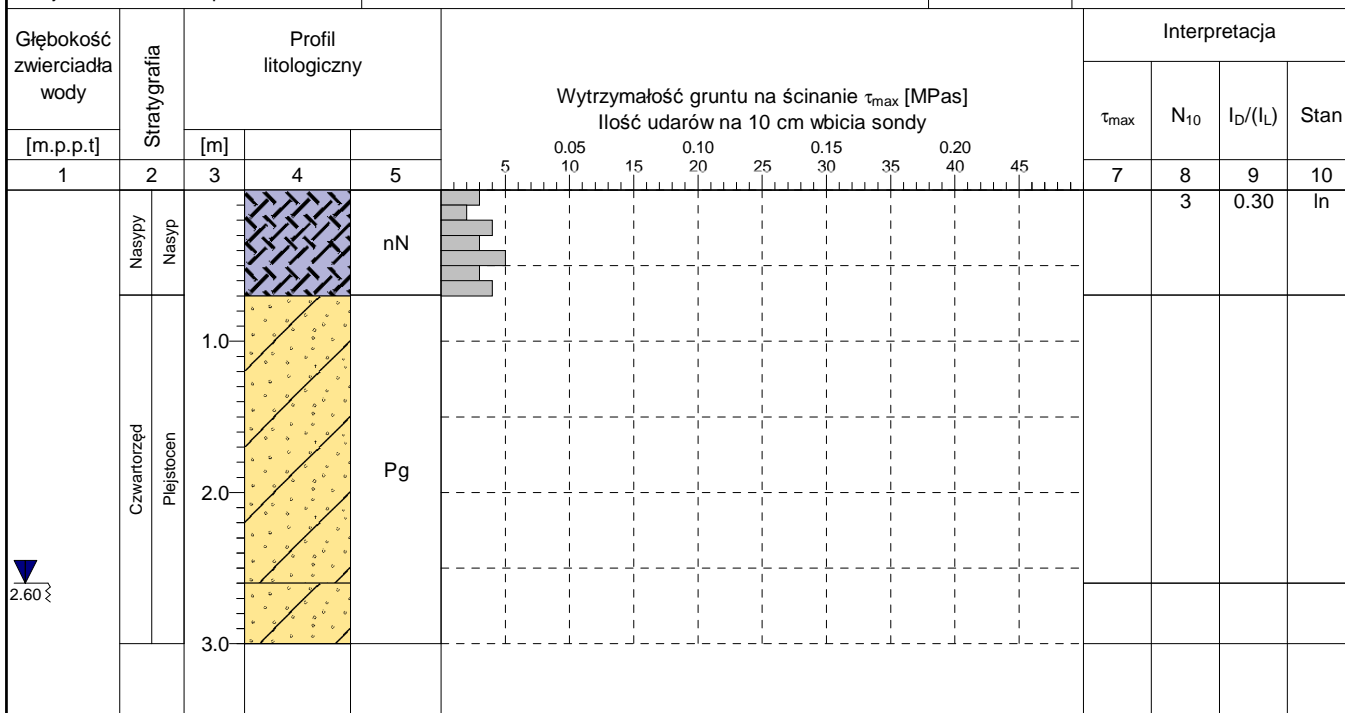 Głębokość
zwierciadła
wody
[m.p.p.t]
Stratygrafia
Profil
litologiczny
[m]
Wytrzymałość gruntu na ścinanie τmax [MPas]
Ilość udarów na 10 cm wbicia sondy
0.05 0.10 0.15 0.20
5 10 15 20 25 30 35 40 45
Interpretacja
τmax N10 ID/(IL) Stan
1 2 3 4 5 7 8 9 10
Nasypy
Nasyp
nN
3 0.30 ln
1.0
Czwartorzęd
Plejstocen
Pg
2.0
2.60
3.0